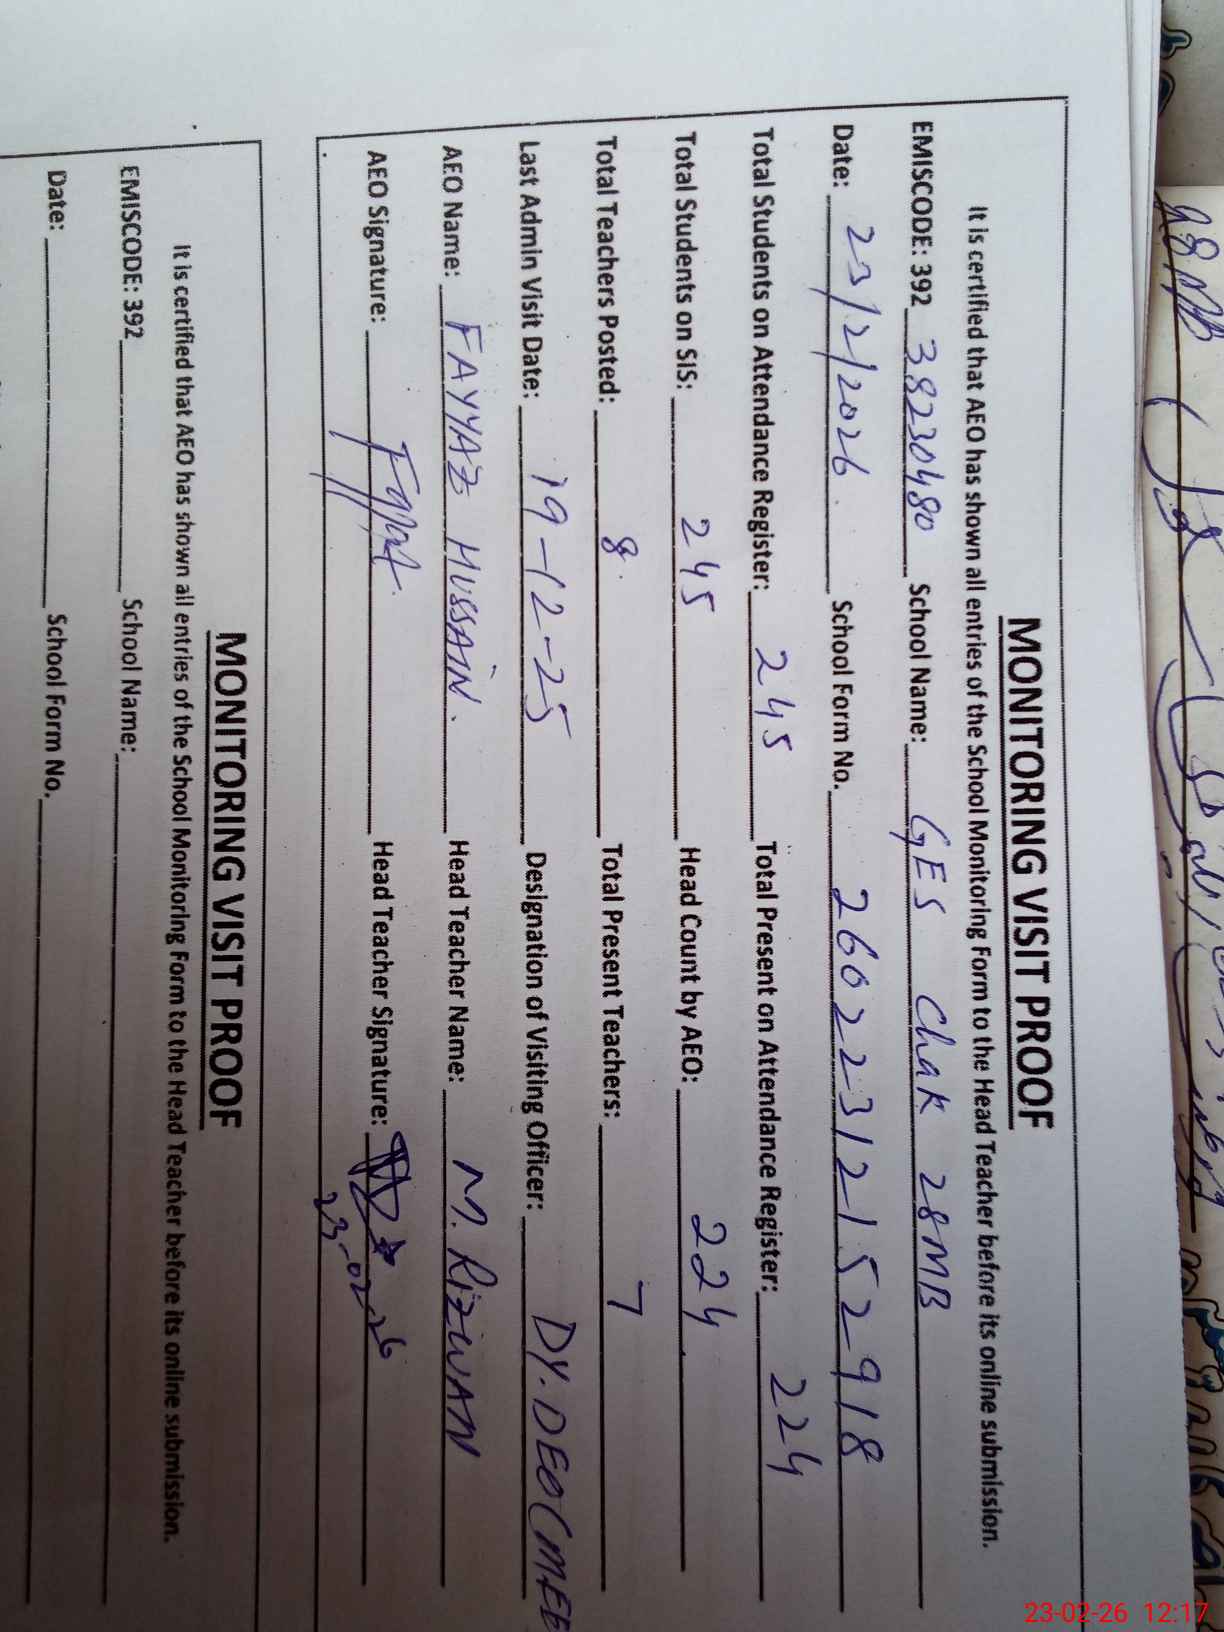 MONITORING VISIT PROOF
It is certified that AEO has shown all entries of the School Monitoring Form to the Head Teacher before its online submission.
EMISCODE: 392 38230480 School Name: GES Chak 28MB
Date: 23/2/2026. School Form No. 26022312152918
Total Students on Attendance Register: 245 Total Present on Attendance Register: 224
Total Students on SIS: 245 Head Count by AEO: 224
Total Teachers Posted: 8 Total Present Teachers: 7
Last Admin Visit Date: 19-12-25 Designation of Visiting Officer: DY. DEO (MEE
AEO Name: FAYYAZ HUSSAIN. Head Teacher Name: M. RIZWAN
AEO Signature: Head Teacher Signature:
23-02-26
MONITORING VISIT PROOF
It is certified that AEO has shown all entries of the School Monitoring Form to the Head Teacher before its online submission.
EMISCODE: 392 School Name:
Date: School Form No.
23-02-26 12:17